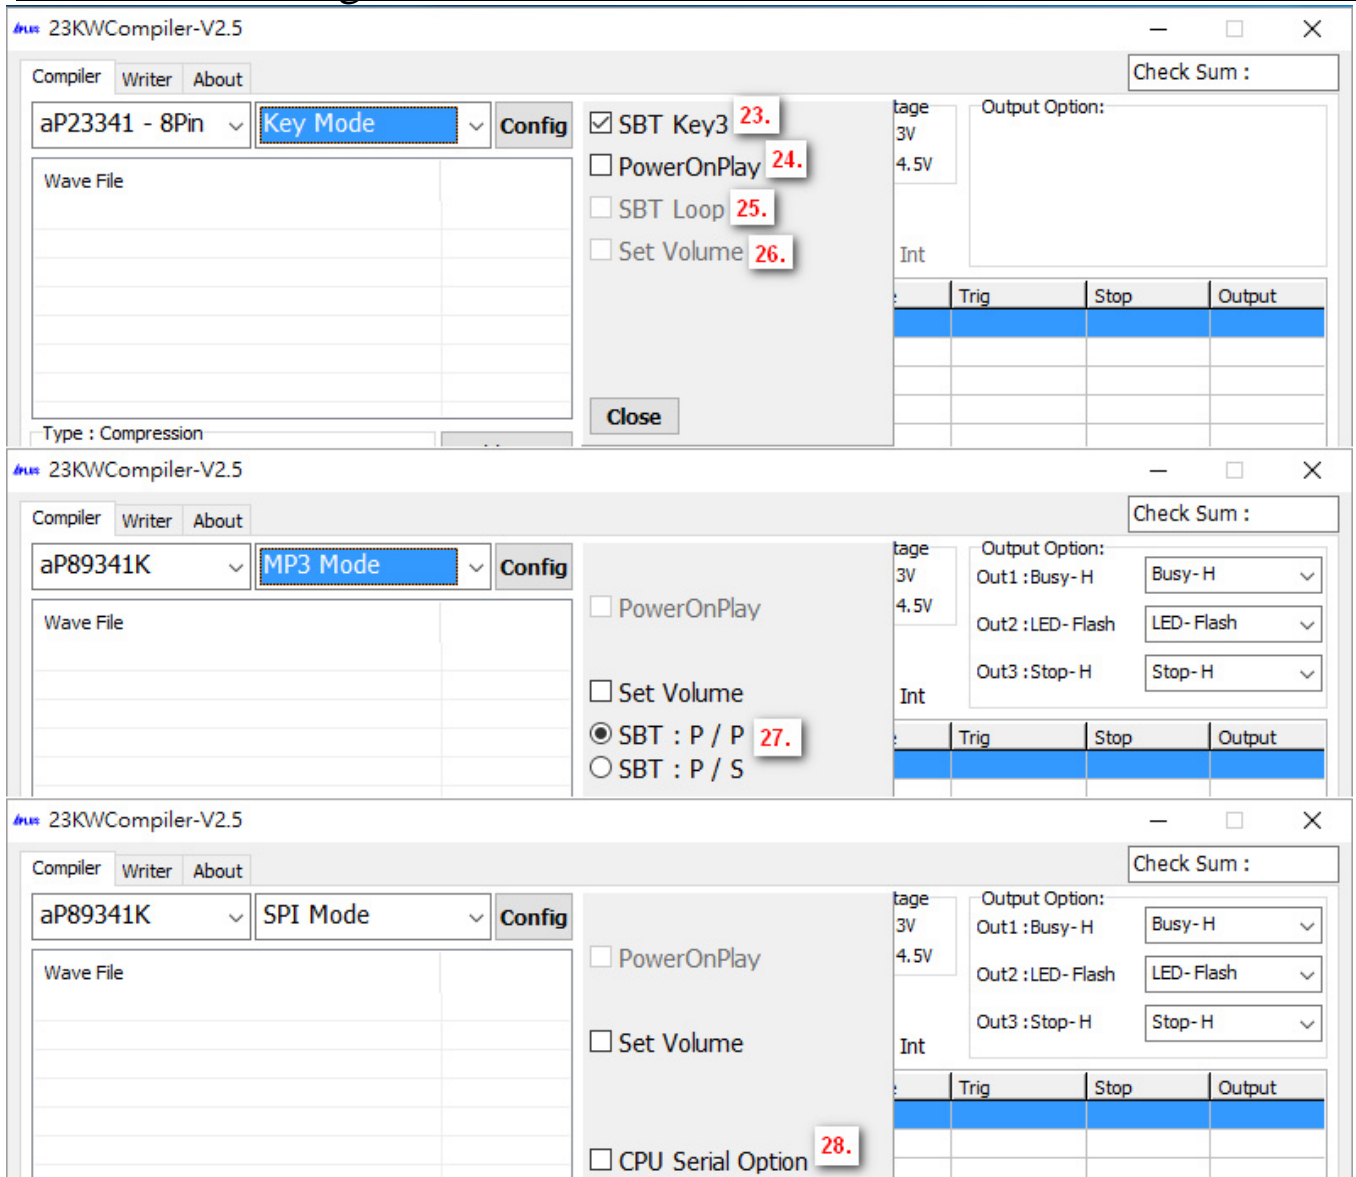 23KWCompiler-V2.5
Check Sum :
Compiler Writer About
aP23341 - 8Pin Key Mode Config
SBT Key3 23.
PowerOnPlay 24.
SBT Loop 25.
Set Volume 26.
Close
tage
3V
4.5V
Int
Output Option:
Wave File
Trig Stop Output
Type : Compression
23KWCompiler-V2.5
Check Sum :
Compiler Writer About
aP89341K MP3 Mode Config
PowerOnPlay
Set Volume
SBT : P / P 27.
SBT : P / S
tage
3V
4.5V
Int
Output Option:
Out1 :Busy-H Busy-H
Out2 :LED-Flash LED-Flash
Out3 :Stop-H Stop-H
Wave File
Trig Stop Output
23KWCompiler-V2.5
Check Sum :
Compiler Writer About
aP89341K SPI Mode Config
PowerOnPlay
Set Volume
CPU Serial Option 28.
tage
3V
4.5V
Int
Output Option:
Out1 :Busy-H Busy-H
Out2 :LED-Flash LED-Flash
Out3 :Stop-H Stop-H
Wave File
Trig Stop Output